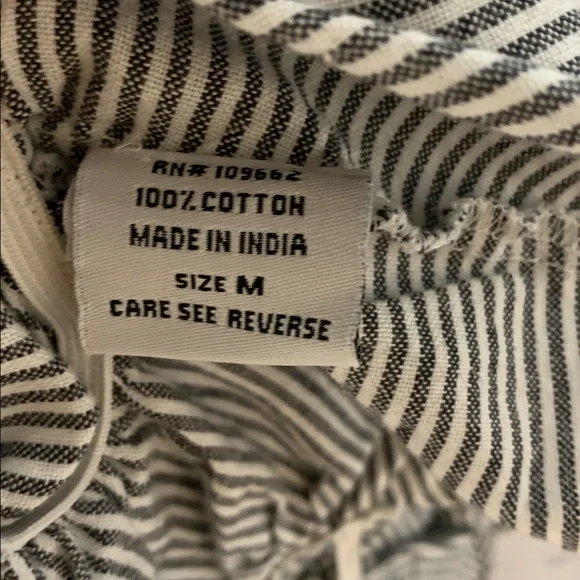 RN# 109662
100% COTTON
MADE IN INDIA
SIZE M
CARE SEE REVERSE